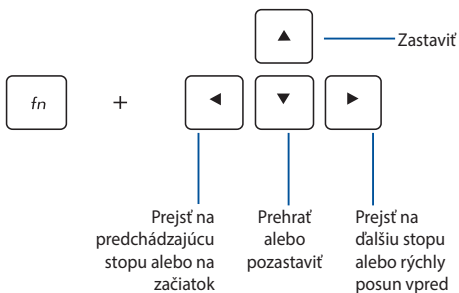 Zastaviť
fn
+
Prejsť na
predchádzajúcu
stopu alebo na
začiatok
Prehrať
alebo
pozastaviť
Prejsť na
ďalšiu stopu
alebo rýchly
posun vpred